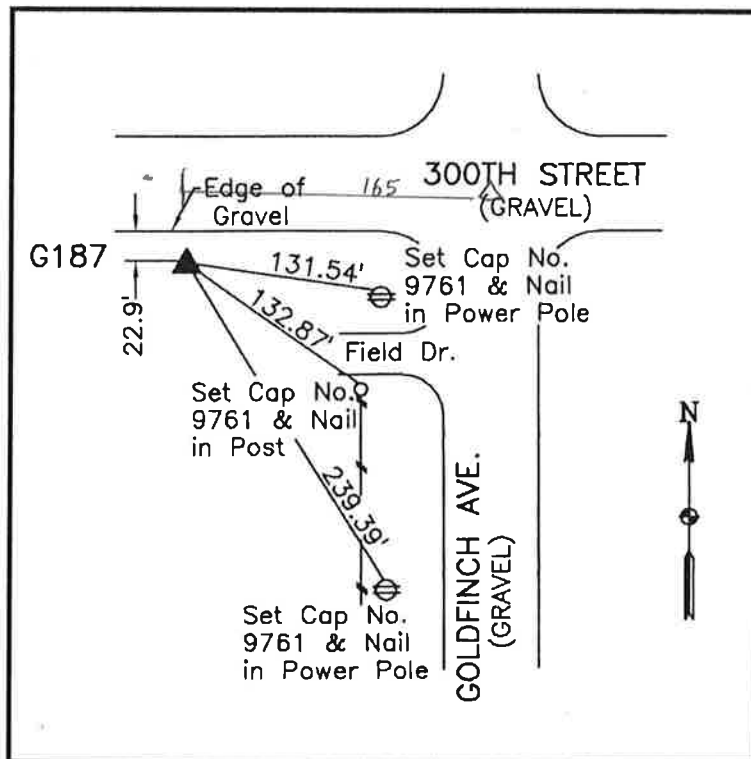 300TH STREET
(GRAVEL)
165
Edge of
Gravel
G187
22.9'
131.54'
Set Cap No.
9761 & Nail
in Power Pole
132.87'
Field Dr.
Set Cap No.
9761 & Nail
in Post
239.39'
Set Cap No.
9761 & Nail
in Power Pole
GOLDFINCH AVE.
(GRAVEL)
N